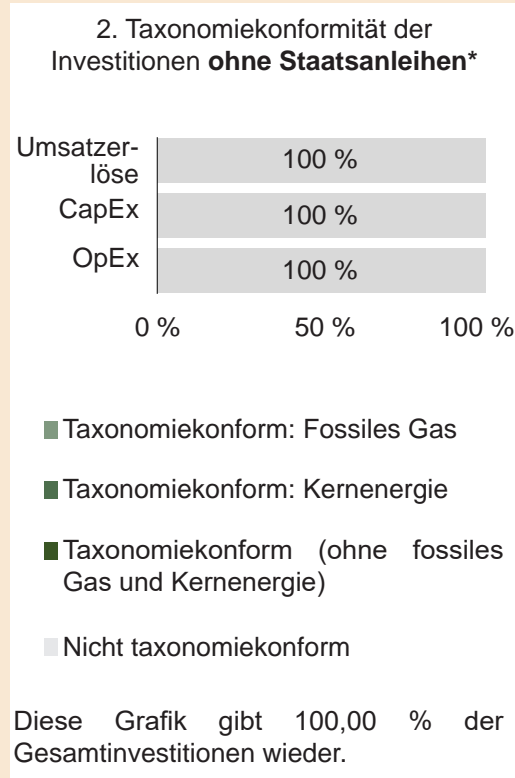 2. Taxonomiekonformität der
Investitionen ohne Staatsanleihen*
Umsatzer-
löse
100 %
CapEx
100 %
OpEx
100 %
0 % 50 % 100 %
Taxonomiekonform: Fossiles Gas
Taxonomiekonform: Kernenergie
Taxonomiekonform (ohne fossiles
Gas und Kernenergie)
Nicht taxonomiekonform
Diese Grafik gibt 100,00 % der
Gesamtinvestitionen wieder.